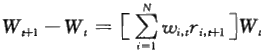 W_{t+1} − W_t = [ ∑_{i=1}^{N} w_{i,t} r_{i,t+1} ] W_t